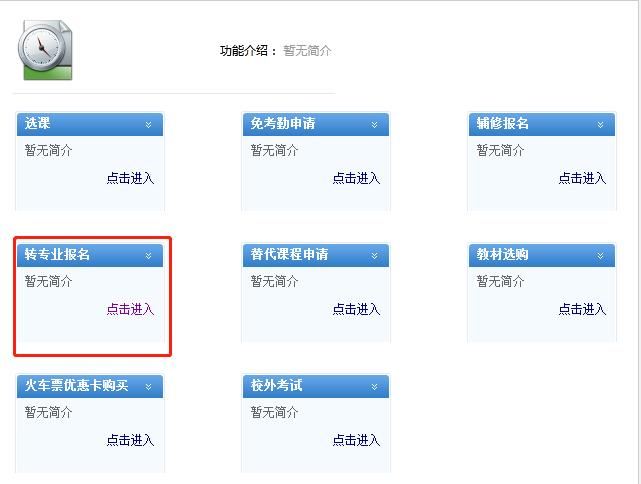 功能介绍： 暂无简介
选课
暂无简介
点击进入
免考勤申请
暂无简介
点击进入
辅修报名
暂无简介
点击进入
转专业报名
暂无简介
点击进入
替代课程申请
暂无简介
点击进入
教材选购
暂无简介
点击进入
火车票优惠卡购买
暂无简介
点击进入
校外考试
暂无简介
点击进入